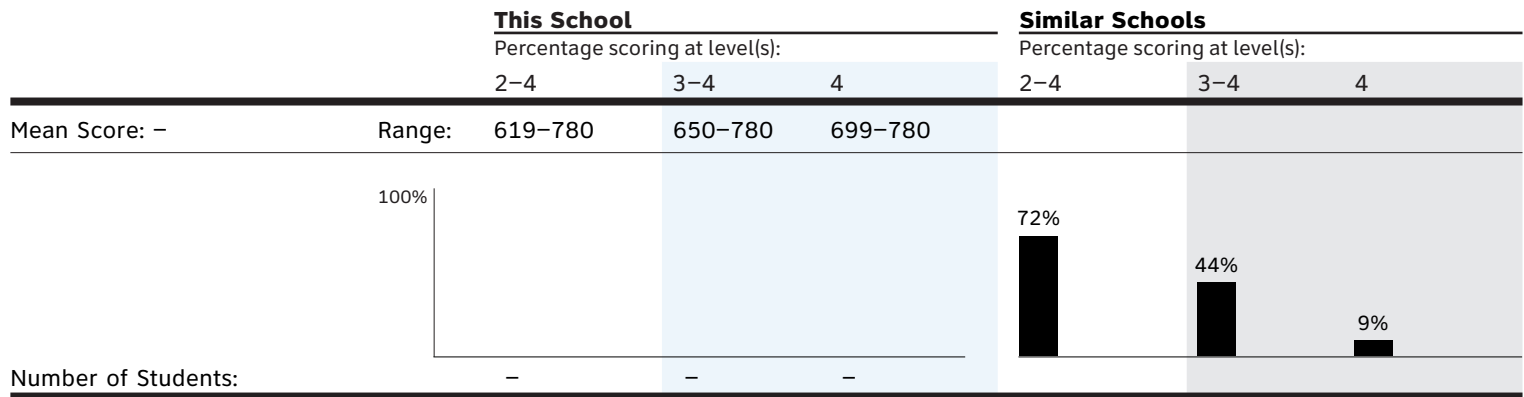 This School Similar Schools
Percentage scoring at level(s): Percentage scoring at level(s):
2–4 3–4 4 2–4 3–4 4
Mean Score: – Range: 619–780 650–780 699–780
100%
72%
44%
9%
Number of Students: – – –